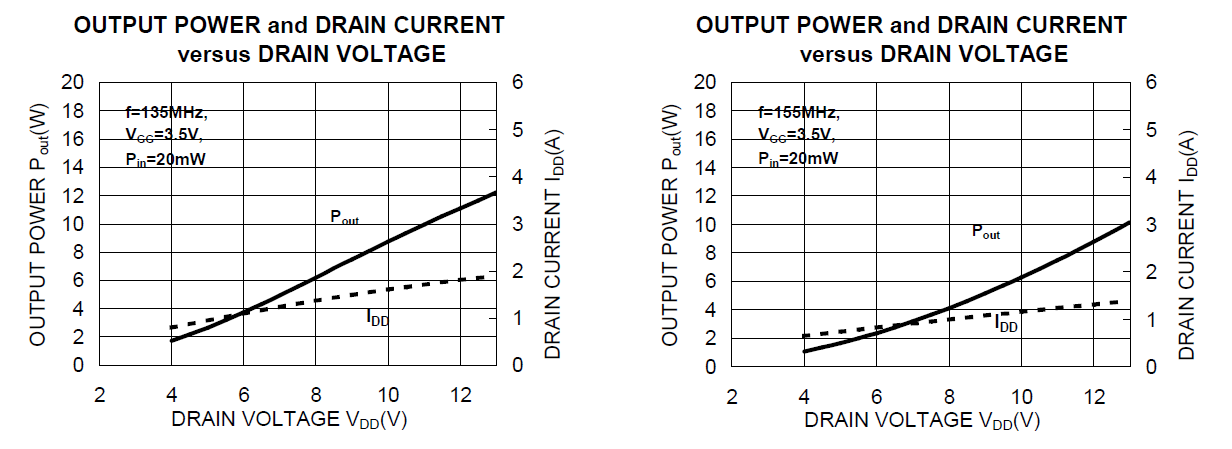 OUTPUT POWER and DRAIN CURRENT
versus DRAIN VOLTAGE
20
18
16
14
12
10
8
6
4
2
0
OUTPUT POWER Pout(W)
6
5
4
3
2
1
0
DRAIN CURRENT IDD(A)
f=135MHz,
VGG=3.5V,
Pin=20mW
Pout
IDD
2 4 6 8 10 12
DRAIN VOLTAGE VDD(V)
OUTPUT POWER and DRAIN CURRENT
versus DRAIN VOLTAGE
20
18
16
14
12
10
8
6
4
2
0
OUTPUT POWER Pout(W)
6
5
4
3
2
1
0
DRAIN CURRENT IDD(A)
f=155MHz,
VGG=3.5V,
Pin=20mW
Pout
IDD
2 4 6 8 10 12
DRAIN VOLTAGE VDD(V)